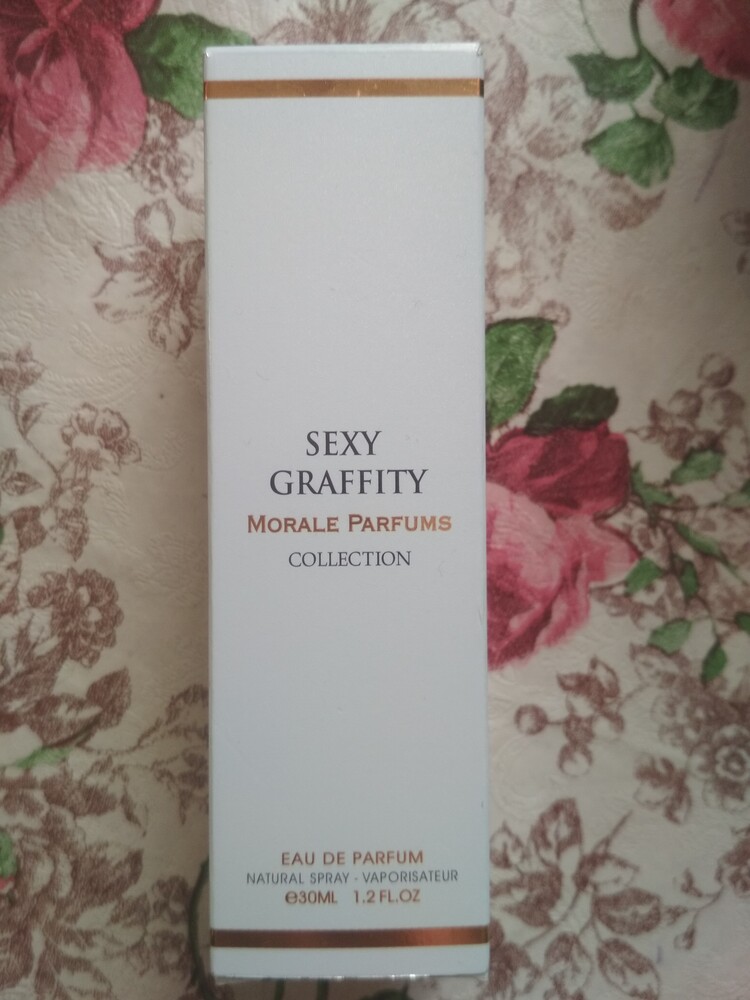 SEXY
GRAFFITY
MORALE PARFUMS
COLLECTION
EAU DE PARFUM
NATURAL SPRAY - VAPORISATEUR
℮30ML 1.2 FL.OZ